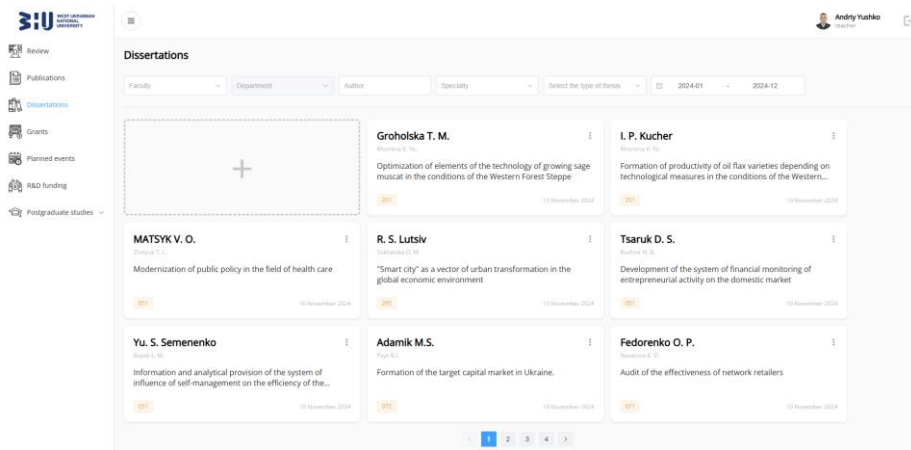 WEST UKRAINIAN
NATIONAL
UNIVERSITY
Andriy Yushko
teacher
Review
Publications
Dissertations
Grants
Planned events
R&D funding
Postgraduate studies
Dissertations
Faculty
Department
Author
Specialty
Select the type of thesis
2024-01 - 2024-12
+
Groholska T. M.
Khomina V. Ya.
Optimization of elements of the technology of growing sage
muscat in the conditions of the Western Forest Steppe
201
10 November 2024
I. P. Kucher
Khomina V. Ya.
Formation of productivity of oil flax varieties depending on
technological measures in the conditions of the Western...
201
10 November 2024
MATSYK V. O.
Modernization of public policy in the field of health care
051
10 November 2024
R. S. Lutsiv
"Smart city" as a vector of urban transformation in the
global economic environment
292
10 November 2024
Tsaruk D. S.
Development of the system of financial monitoring of
entrepreneurial activity on the domestic market
051
10 November 2024
Yu. S. Semenenko
Information and analytical provision of the system of
influence of self-management on the efficiency of the...
051
10 November 2024
Adamik M.S.
Formation of the target capital market in Ukraine.
072
10 November 2024
Fedorenko O. P.
Audit of the effectiveness of network retailers
071
10 November 2024
< 1 2 3 4 >